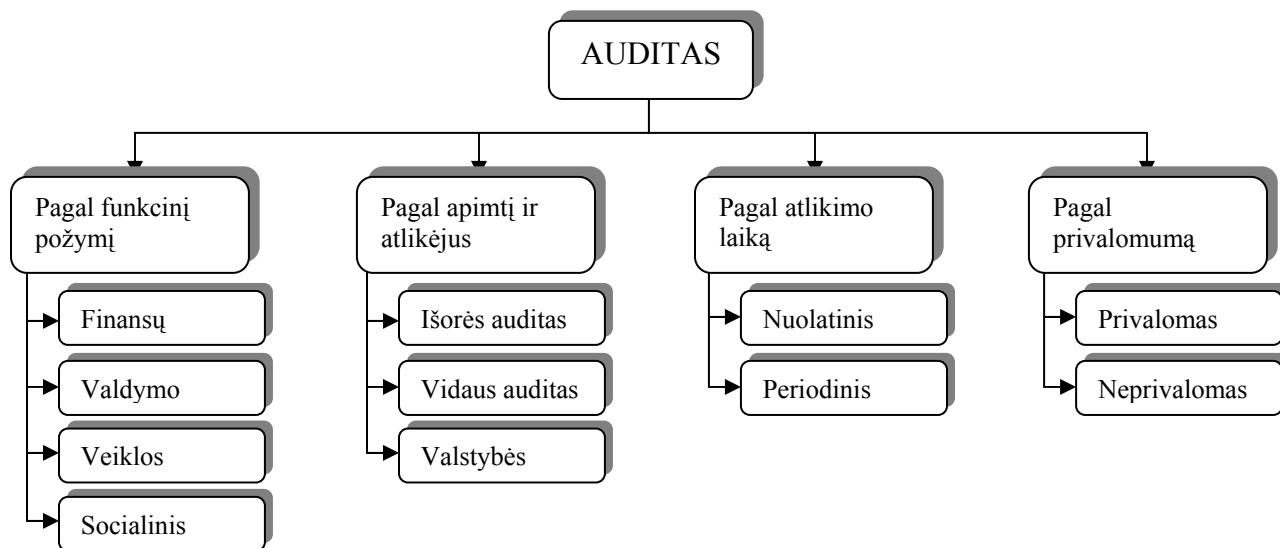 AUDITAS
Pagal funkcinį
požymį
Finansų
Valdymo
Veiklos
Socialinis
Pagal apimtį ir
atlikėjus
Išorės auditas
Vidaus auditas
Valstybės
Pagal atlikimo
laiką
Nuolatinis
Periodinis
Pagal
privalomumą
Privalomas
Neprivalomas